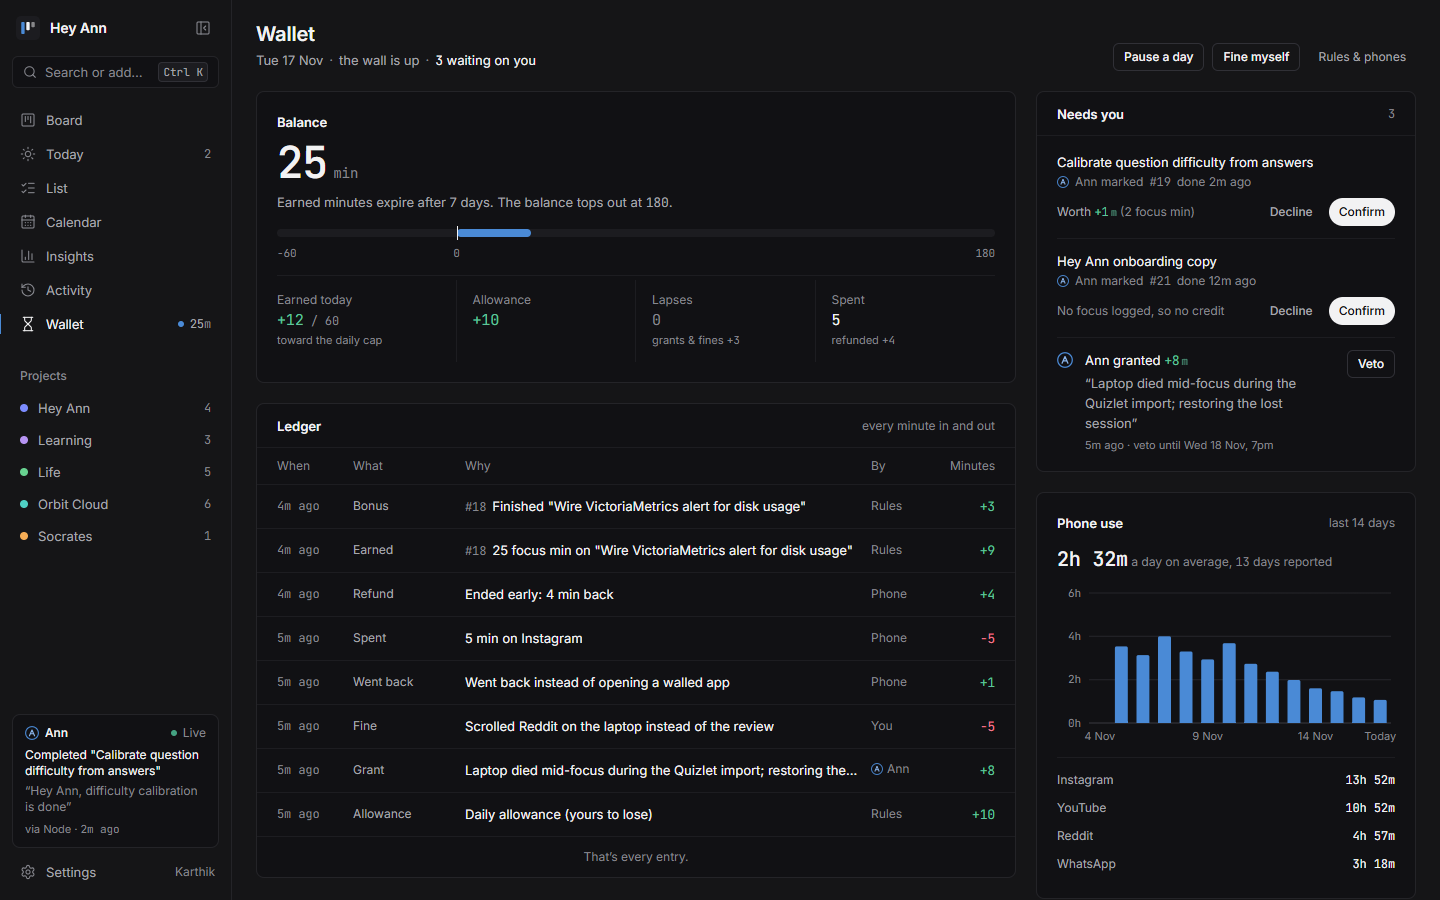 Hey Ann
Search or add... Ctrl K
Board
Today 2
List
Calendar
Insights
Activity
Wallet 25m
Projects
Hey Ann 4
Learning 3
Life 5
Orbit Cloud 6
Socrates 1
Ann Live
Completed "Calibrate question
difficulty from answers"
“Hey Ann, difficulty calibration
is done”
via Node · 2m ago
Settings Karthik
Wallet
Tue 17 Nov · the wall is up · 3 waiting on you
Pause a day Fine myself Rules & phones
Balance
25 min
Earned minutes expire after 7 days. The balance tops out at 180.
-60 0 180
Earned today Allowance Lapses Spent
+12 / 60 +10 0 5
toward the daily cap grants & fines +3 refunded +4
Ledger every minute in and out
When What Why By Minutes
4m ago Bonus #18 Finished "Wire VictoriaMetrics alert for disk usage" Rules +3
4m ago Earned #18 25 focus min on "Wire VictoriaMetrics alert for disk usage" Rules +9
4m ago Refund Ended early: 4 min back Phone +4
5m ago Spent 5 min on Instagram Phone -5
5m ago Went back Went back instead of opening a walled app Phone +1
5m ago Fine Scrolled Reddit on the laptop instead of the review You -5
5m ago Grant Laptop died mid-focus during the Quizlet import; restoring the... Ann +8
5m ago Allowance Daily allowance (yours to lose) Rules +10
That’s every entry.
Needs you 3
Calibrate question difficulty from answers
Ann marked #19 done 2m ago
Worth +1m (2 focus min) Decline Confirm
Hey Ann onboarding copy
Ann marked #21 done 12m ago
No focus logged, so no credit Decline Confirm
Ann granted +8m Veto
“Laptop died mid-focus during the
Quizlet import; restoring the lost
session”
5m ago · veto until Wed 18 Nov, 7pm
Phone use last 14 days
2h 32m a day on average, 13 days reported
6h
4h
2h
0h
4 Nov 9 Nov 14 Nov Today
Instagram 13h 52m
YouTube 10h 52m
Reddit 4h 57m
WhatsApp 3h 18m